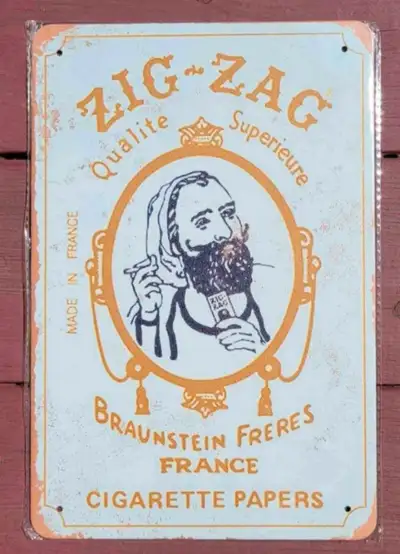 ZIG-ZAG
Qualite Superieure
MADE IN FRANCE
ZIG
ZAG
BRAUNSTEIN FRERES
FRANCE
CIGARETTE PAPERS